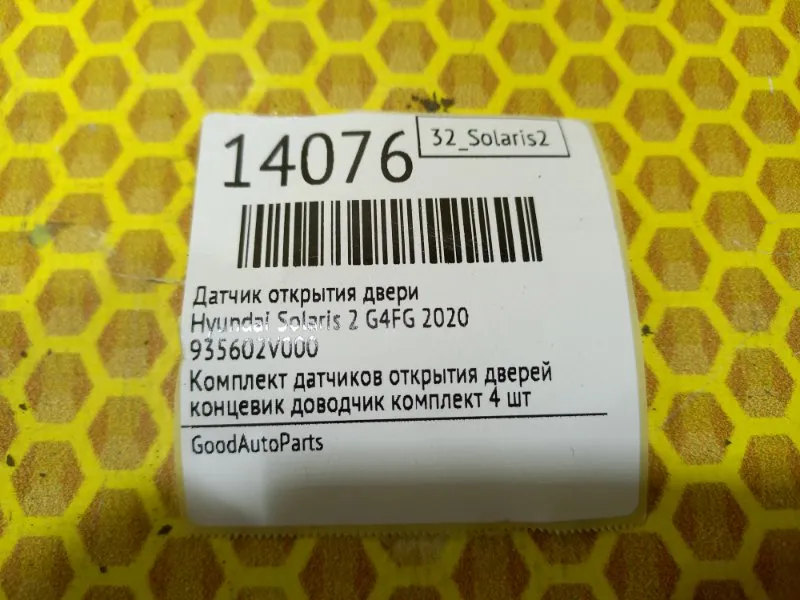 14076
32_Solaris2
Датчик открытия двери
Hyundai Solaris 2 G4FG 2020
935602V000
Комплект датчиков открытия дверей
концевик доводчик комплект 4 шт
GoodAutoParts